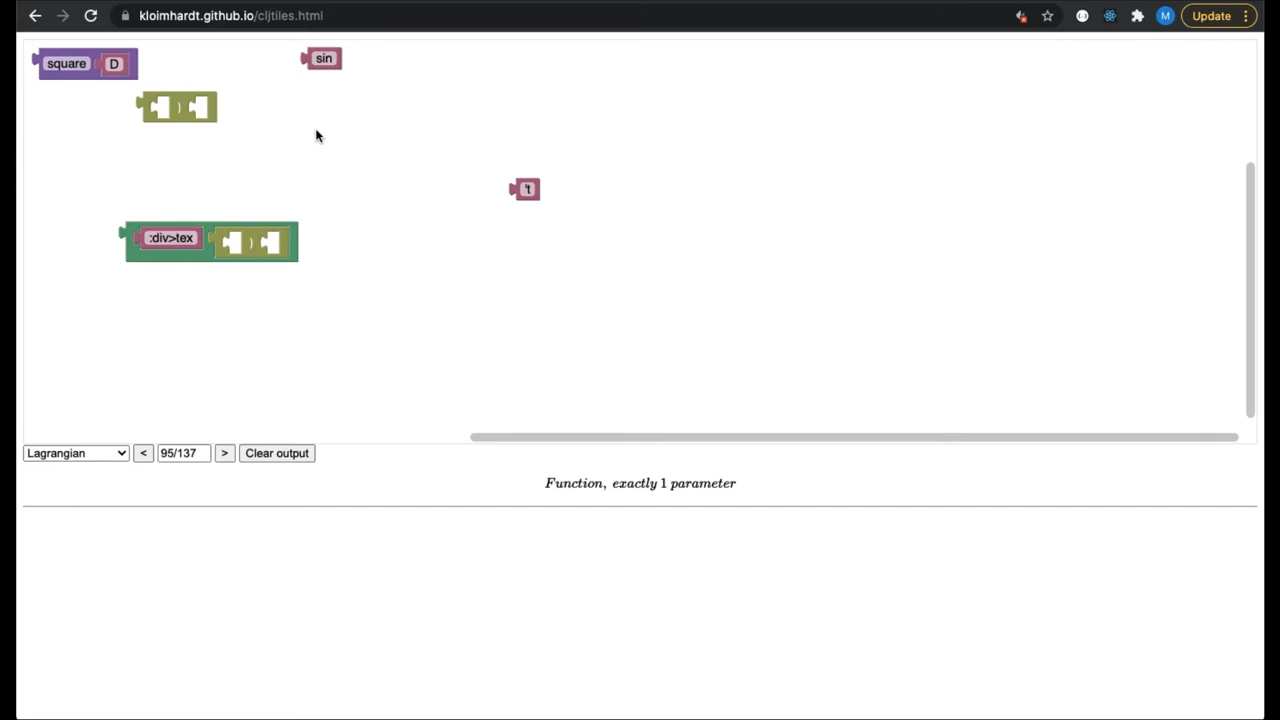 kloimhardt.github.io/cljtiles.html
M
Update
square D
sin
)
't
:div>tex )
Lagrangian < 95/137 > Clear output
Function, exactly 1 parameter